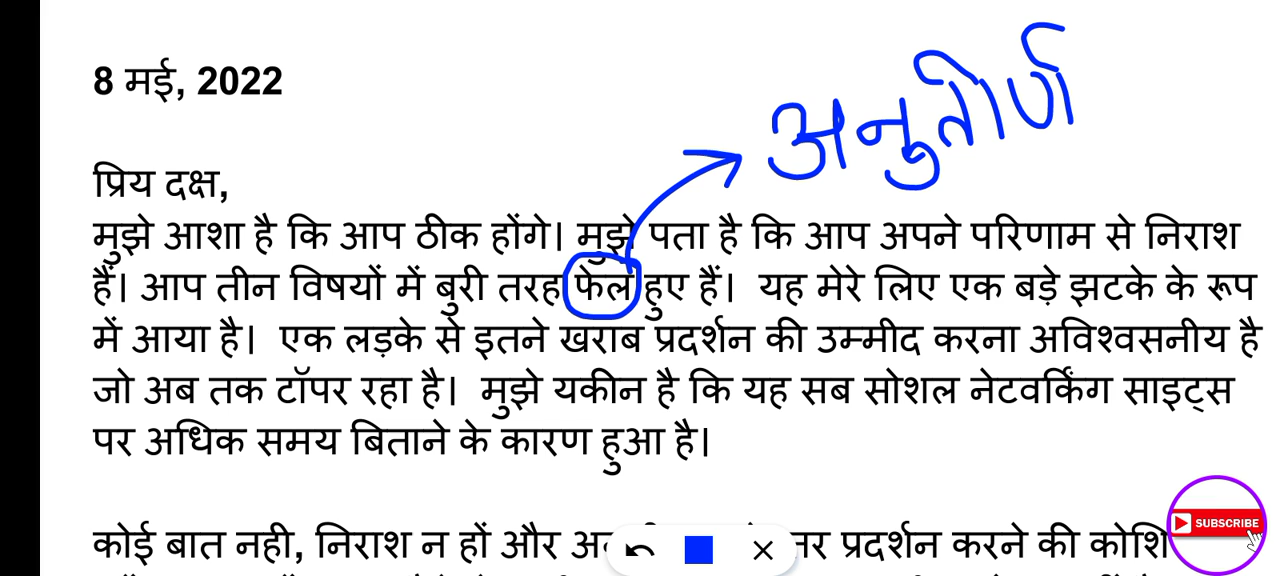 8 मई, 2022
अनुतीर्ण
प्रिय दक्ष,
मुझे आशा है कि आप ठीक होंगे। मुझे पता है कि आप अपने परिणाम से निराश
हैं। आप तीन विषयों में बुरी तरह फेल हुए हैं। यह मेरे लिए एक बड़े झटके के रूप
में आया है। एक लड़के से इतने खराब प्रदर्शन की उम्मीद करना अविश्वसनीय है
जो अब तक टॉपर रहा है। मुझे यकीन है कि यह सब सोशल नेटवर्किंग साइट्स
पर अधिक समय बिताने के कारण हुआ है।
कोई बात नही, निराश न हों और प्रदर्शन करने की
SUBSCRIBE